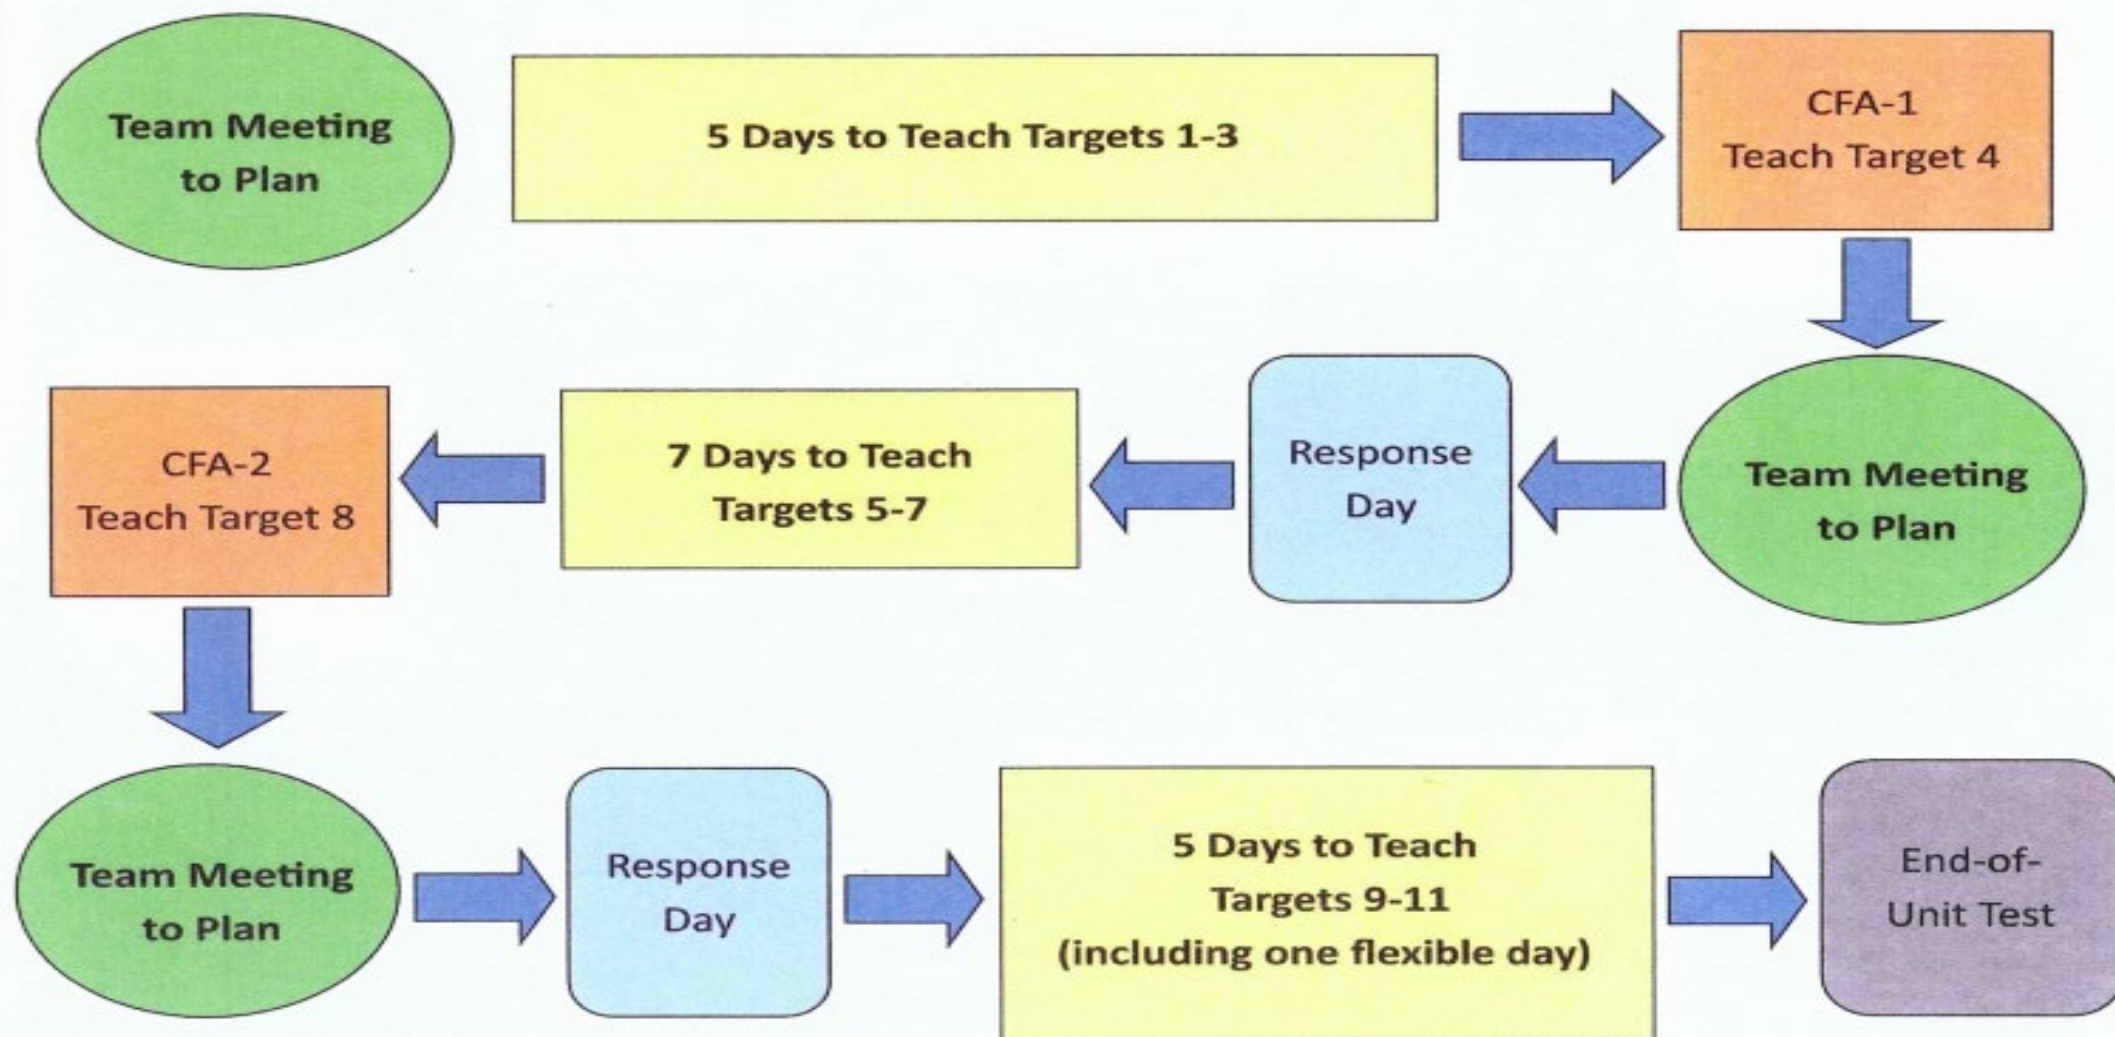 Team Meeting
to Plan
5 Days to Teach Targets 1-3
CFA-1
Teach Target 4
Team Meeting
to Plan
Response
Day
7 Days to Teach
Targets 5-7
CFA-2
Teach Target 8
Team Meeting
to Plan
Response
Day
5 Days to Teach
Targets 9-11
(including one flexible day)
End-of-
Unit Test